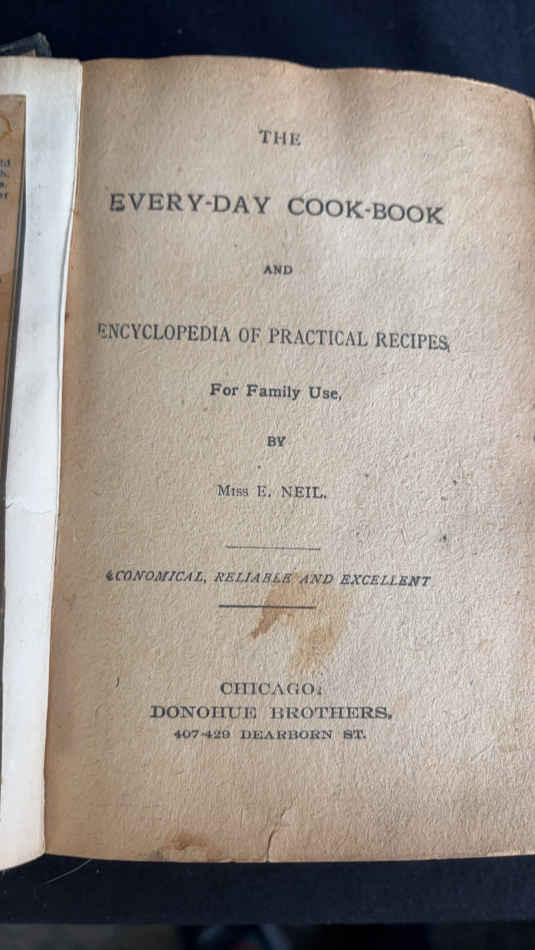 THE
EVERY-DAY COOK-BOOK
AND
ENCYCLOPEDIA OF PRACTICAL RECIPES,
For Family Use,
BY
Miss E. NEIL.
ECONOMICAL, RELIABLE AND EXCELLENT
CHICAGO:
DONOHUE BROTHERS,
407-429 DEARBORN ST.